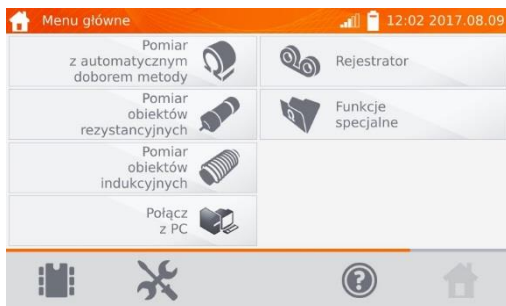 Menu główne
12:02 2017.08.09
Pomiar
z automatycznym
doborem metody
Rejestrator
Pomiar
obiektów
rezystancyjnych
Funkcje
specjalne
Pomiar
obiektów
indukcyjnych
Połącz
z PC